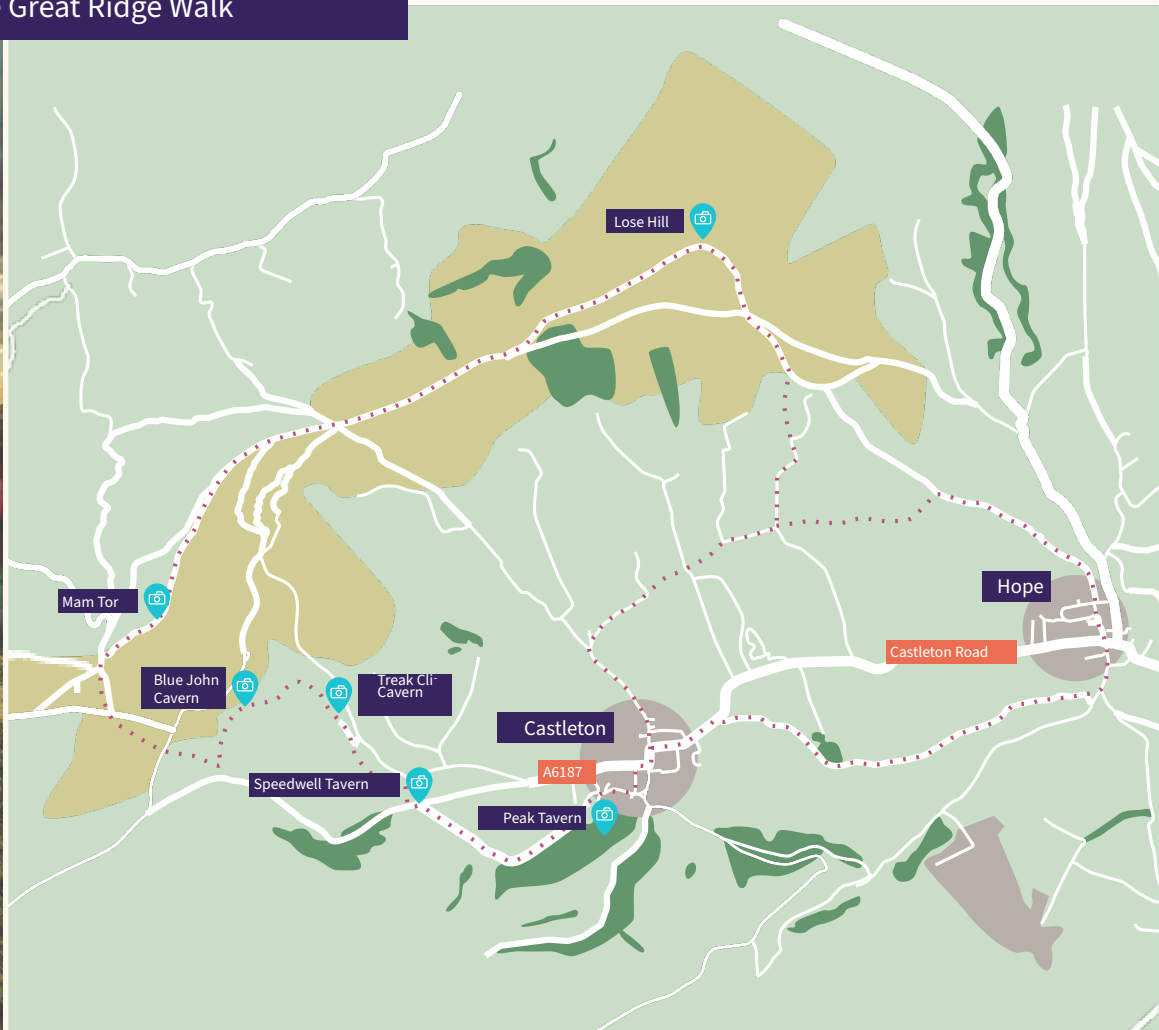 Great Ridge Walk
Lose Hill
Hope
Mam Tor
Castleton Road
Blue John
Cavern
Treak Cli-
Cavern
Castleton
A6187
Speedwell Tavern
Peak Tavern